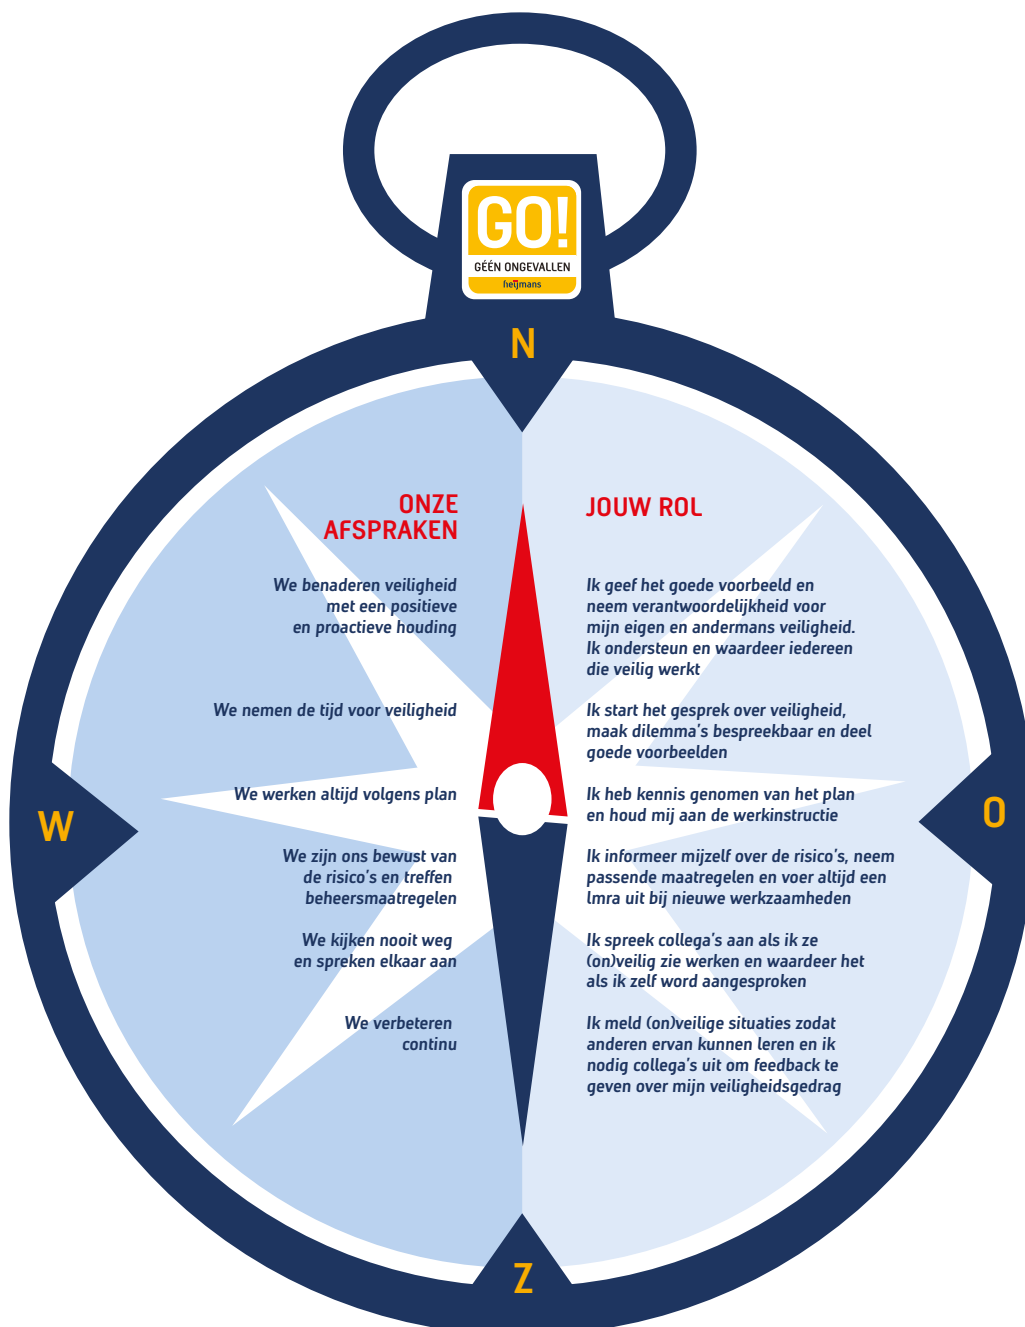 GO!
GÉÉN ONGEVALLEN
heijmans
N
ONZE
AFSPRAKEN
JOUW ROL
We benaderen veiligheid
met een positieve
en proactieve houding
Ik geef het goede voorbeeld en
neem verantwoordelijkheid voor
mijn eigen en andermans veiligheid.
Ik ondersteun en waardeer iedereen
die veilig werkt
We nemen de tijd voor veiligheid
Ik start het gesprek over veiligheid,
maak dilemma's bespreekbaar en deel
goede voorbeelden
We werken altijd volgens plan
Ik heb kennis genomen van het plan
en houd mij aan de werkinstructie
W
O
We zijn ons bewust van
de risico's en treffen
beheersmaatregelen
Ik informeer mijzelf over de risico's, neem
passende maatregelen en voer altijd een
lmra uit bij nieuwe werkzaamheden
We kijken nooit weg
en spreken elkaar aan
Ik spreek collega's aan als ik ze
(on)veilig zie werken en waardeer het
als ik zelf word aangesproken
We verbeteren
continu
Ik meld (on)veilige situaties zodat
anderen ervan kunnen leren en ik
nodig collega's uit om feedback te
geven over mijn veiligheidsgedrag
Z